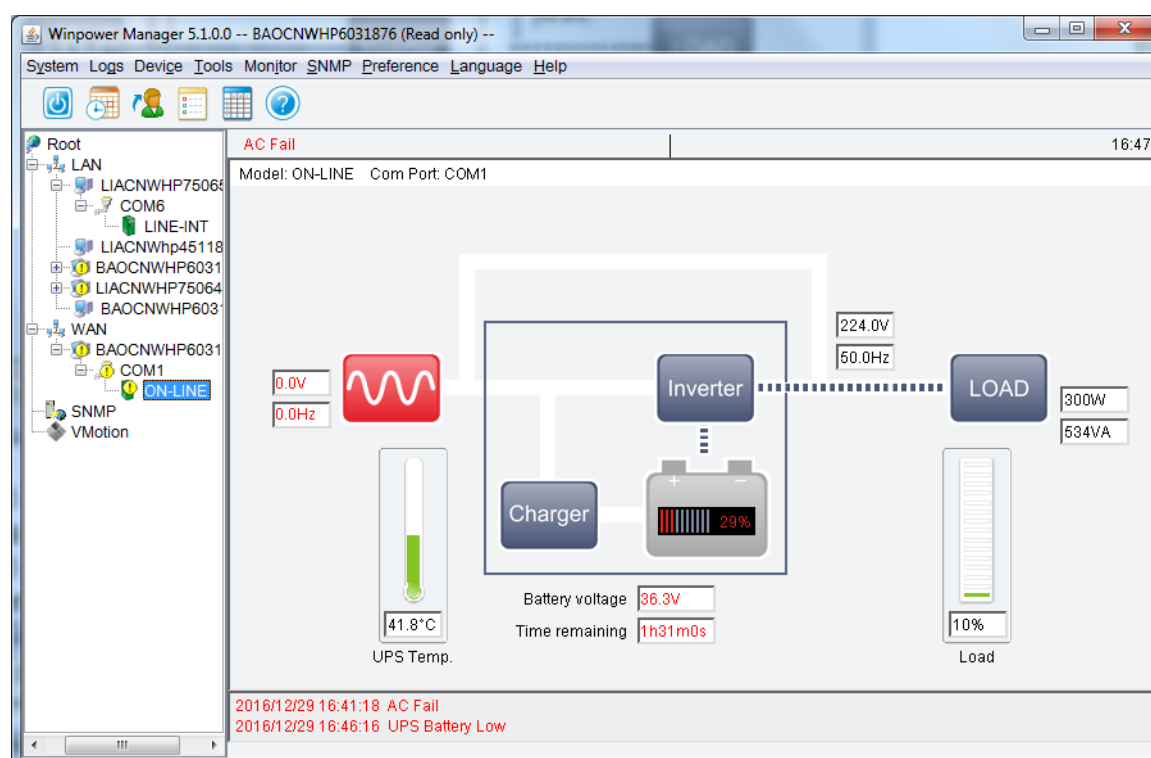 Winpower Manager 5.1.0.0 -- BAOCNWHP6031876 (Read only) --
System Logs Device Tools Monitor SNMP Preference Language Help
Root
LAN
LIACNWHP7506
COM6
LINE-INT
LIACNWhp45118
BAOCNWHP6031
LIACNWHP75064
BAOCNWHP603
WAN
BAOCNWHP6031
COM1
ON-LINE
SNMP
VMotion
AC Fail 16:47
Model: ON-LINE Com Port: COM1
224.0V
50.0Hz
0.0V
0.0Hz
Inverter
LOAD
300W
534VA
Charger
+ −
29%
Battery voltage 36.3V
Time remaining 1h31m0s
41.8°C
UPS Temp.
10%
Load
2016/12/29 16:41:18 AC Fail
2016/12/29 16:46:16 UPS Battery Low